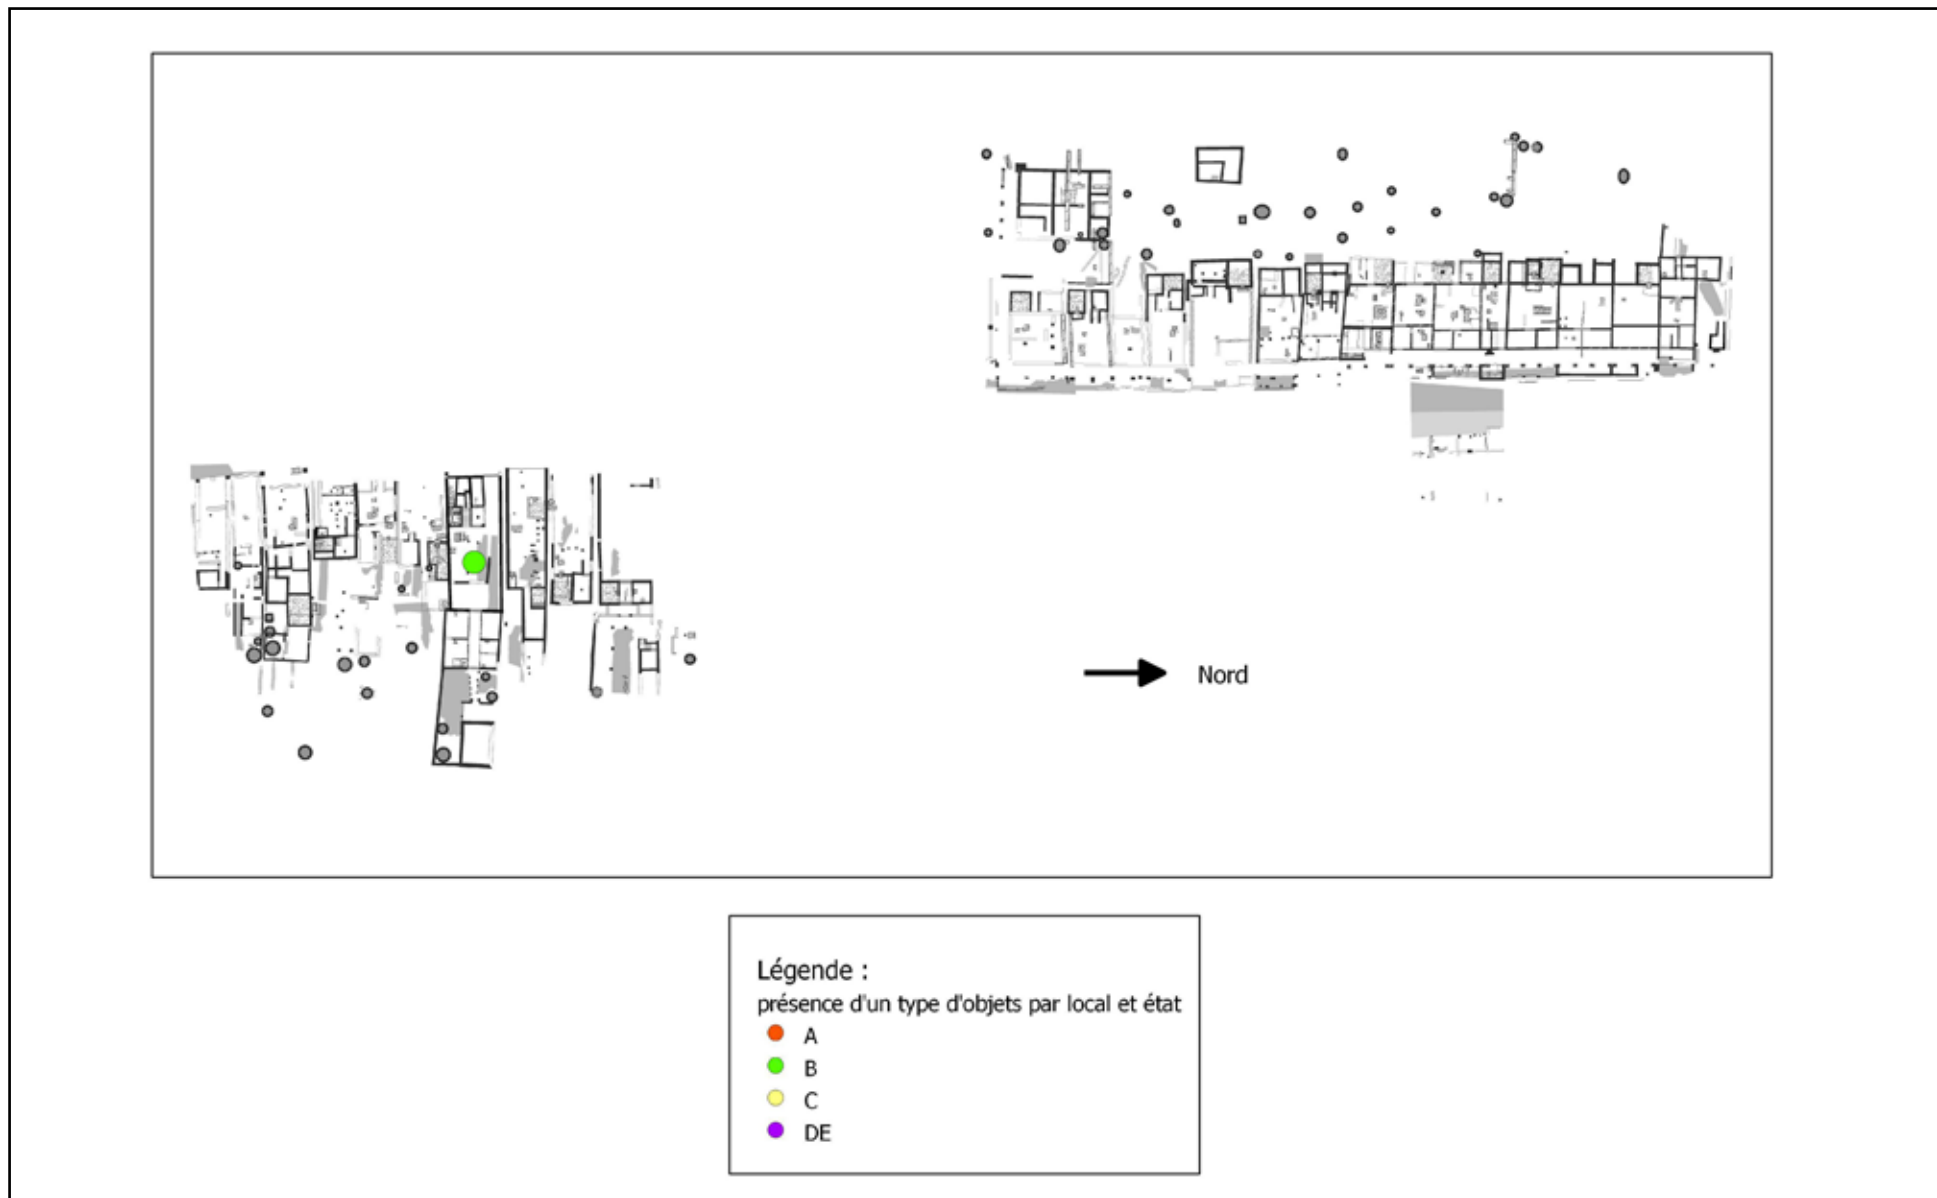 Nord
Légende :
présence d'un type d'objets par local et état
A
B
C
DE